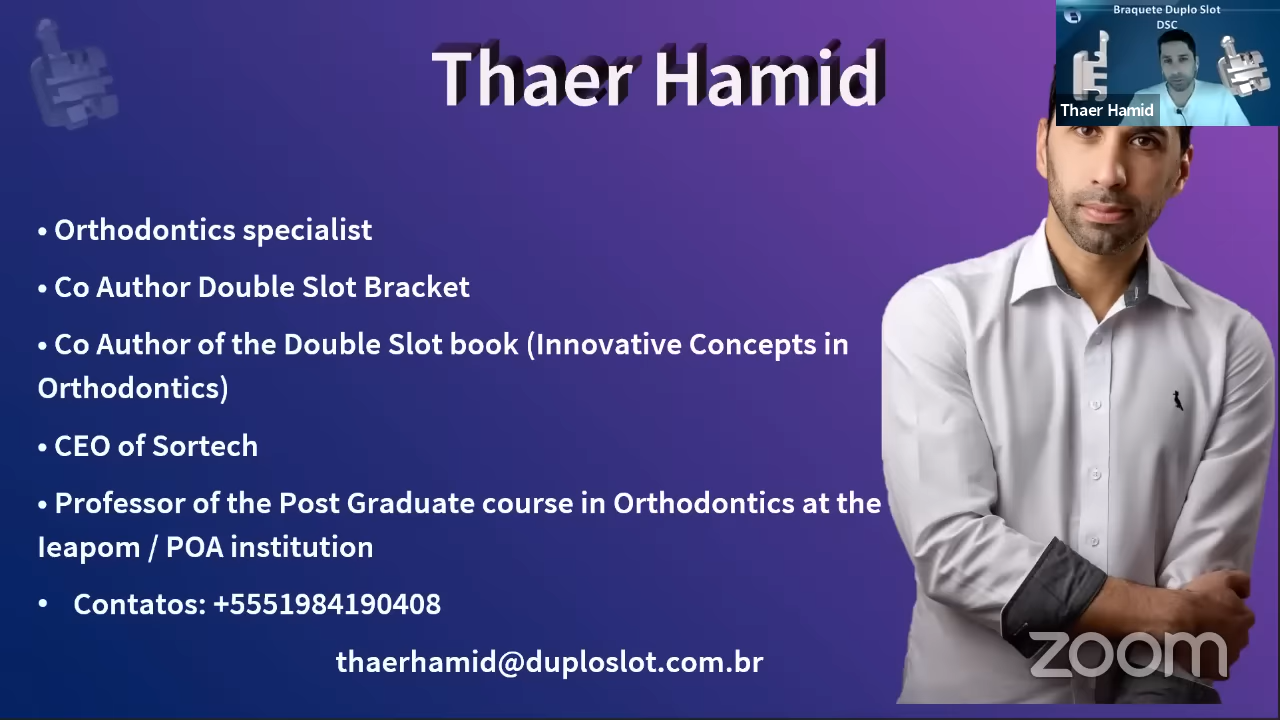 Braquete Duplo Slot
DSC
Thaer Hamid
Thaer Hamid
• Orthodontics specialist
• Co Author Double Slot Bracket
• Co Author of the Double Slot book (Innovative Concepts in
Orthodontics)
• CEO of Sortech
• Professor of the Post Graduate course in Orthodontics at the
Ieapom / POA institution
• Contatos: +5551984190408
thaerhamid@duploslot.com.br
zoom